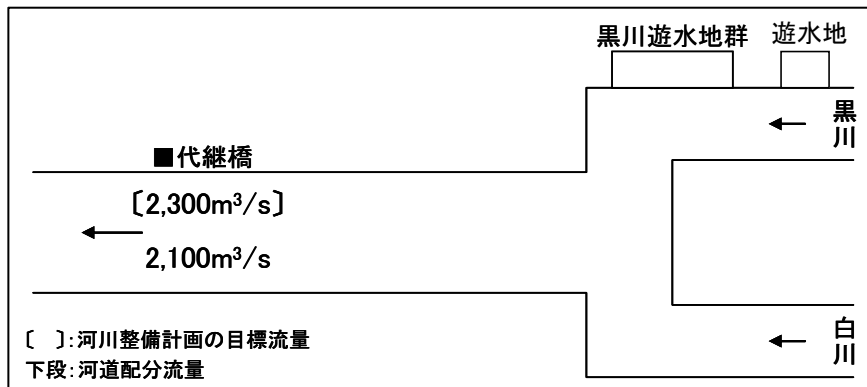 黒川遊水地群
遊水地
黒川
■代継橋
〔2,300m³/s〕
2,100m³/s
白川
〔　〕:河川整備計画の目標流量
下段:河道配分流量